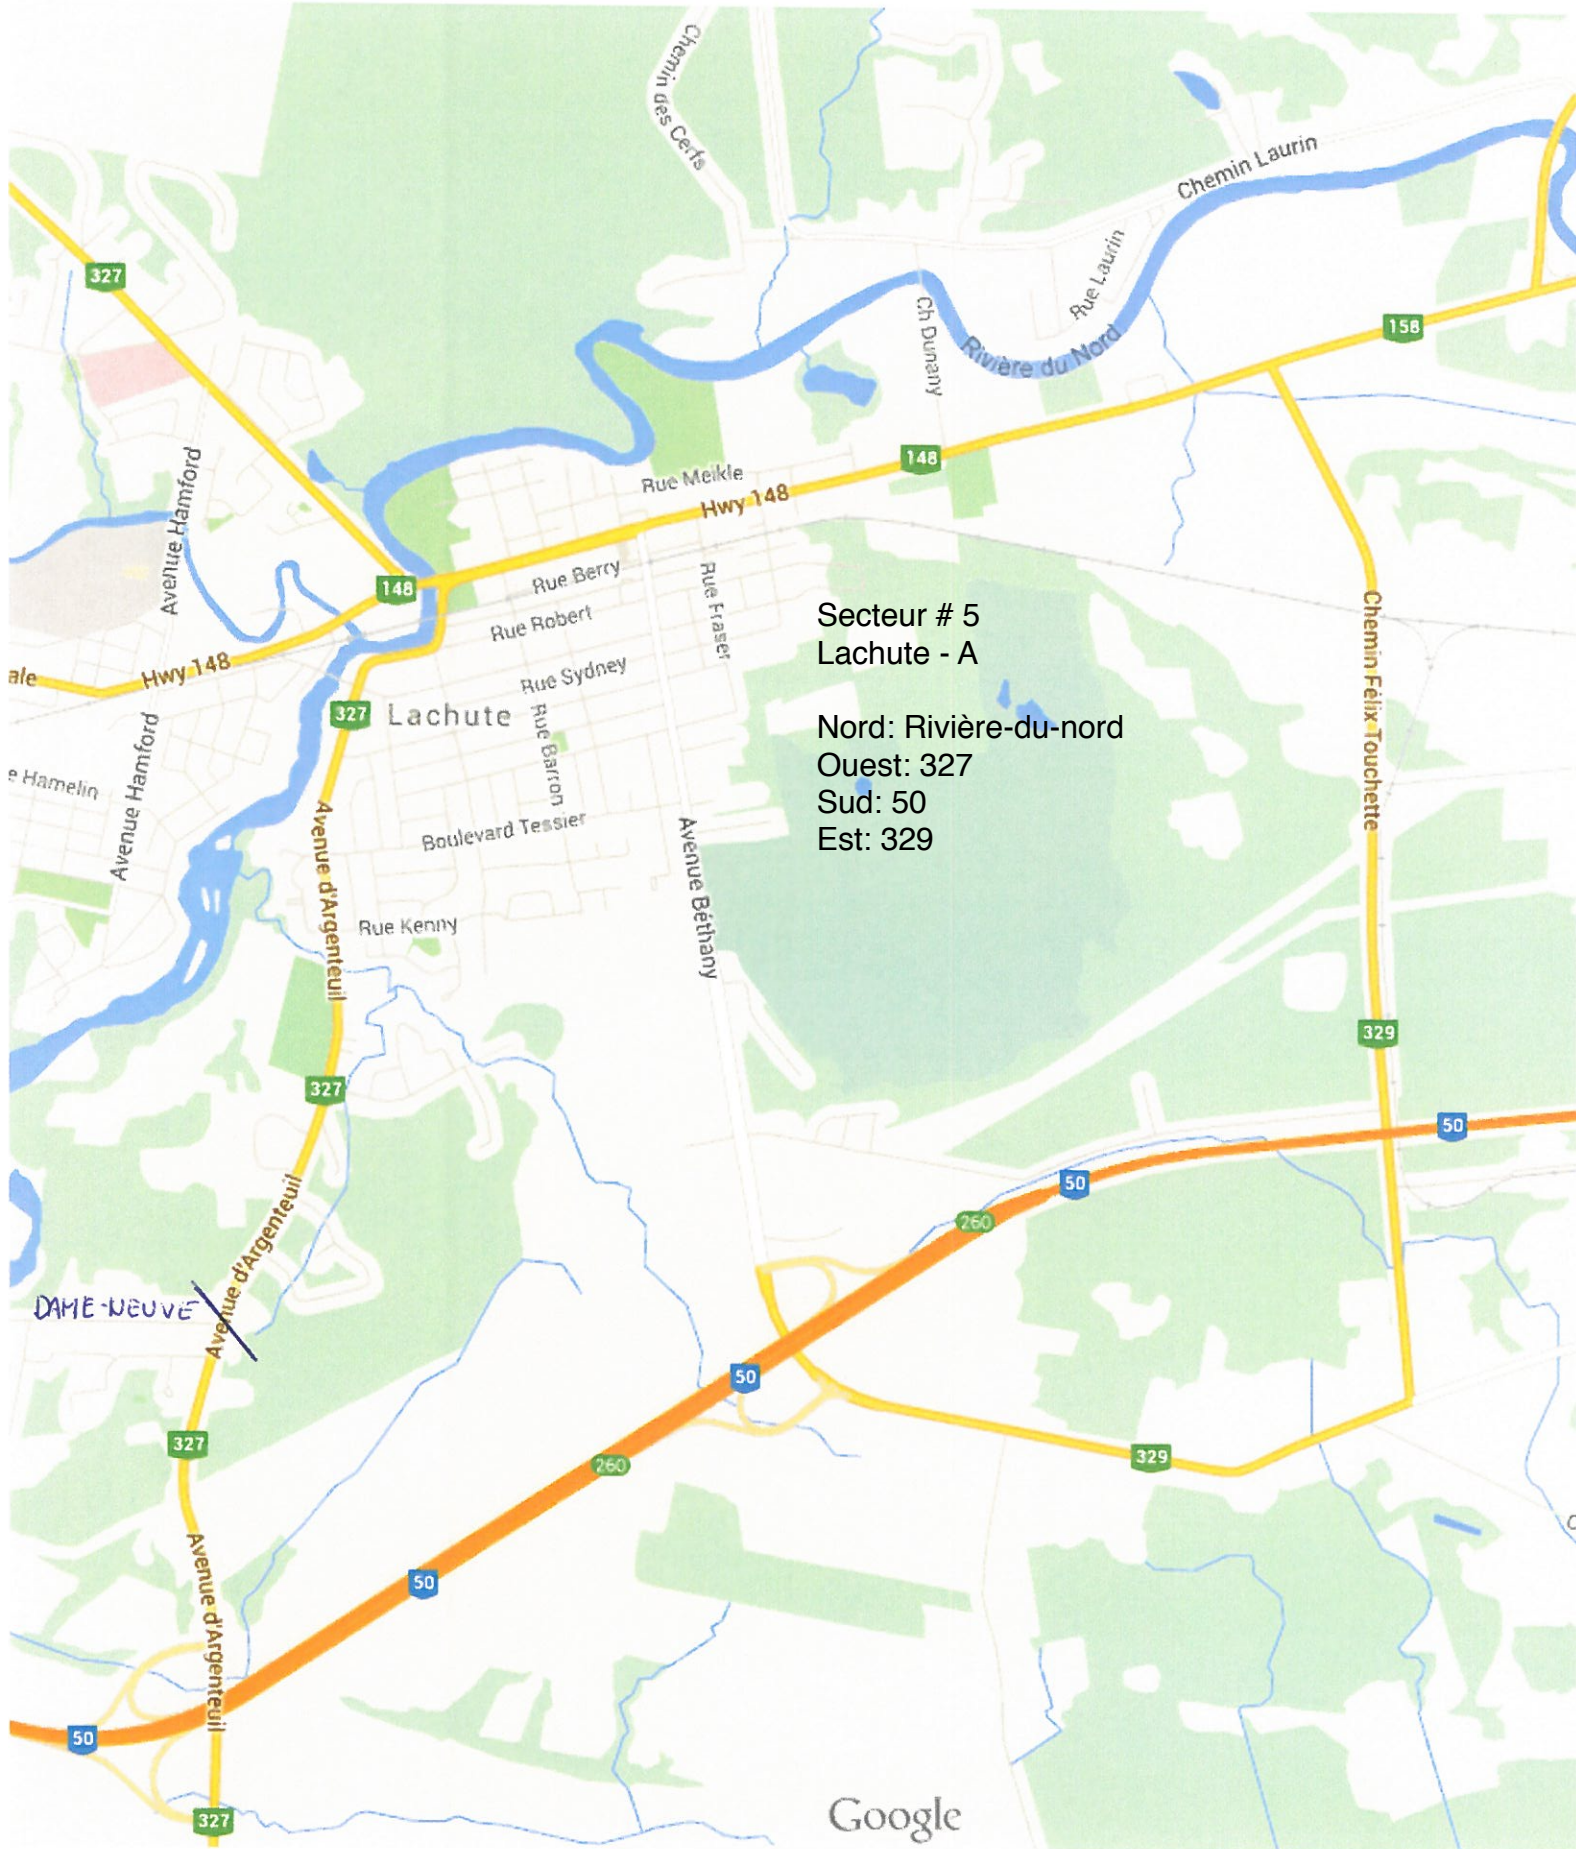 Chemin des Cerfs
Chemin Laurin
327
Rue Laurin
Ch Dunany
Rivière du Nord
158
Avenue Hamford
148
Rue Meikle
Hwy 148
148
Rue Berry
Rue Fraser
Rue Robert
Secteur # 5
Lachute - A
Chemin Félix Touchette
ale
Hwy 148
Rue Sydney
327
Lachute
Rue Barron
Nord: Rivière-du-nord
Ouest: 327
Sud: 50
Est: 329
e Hamelin
Avenue Hamford
Avenue d'Argenteuil
Boulevard Tessier
Avenue Béthany
Rue Kenny
329
327
50
50
260
Avenue d'Argenteuil
DAME-NEUVE
50
327
260
329
50
Avenue d'Argenteuil
50
327
Google